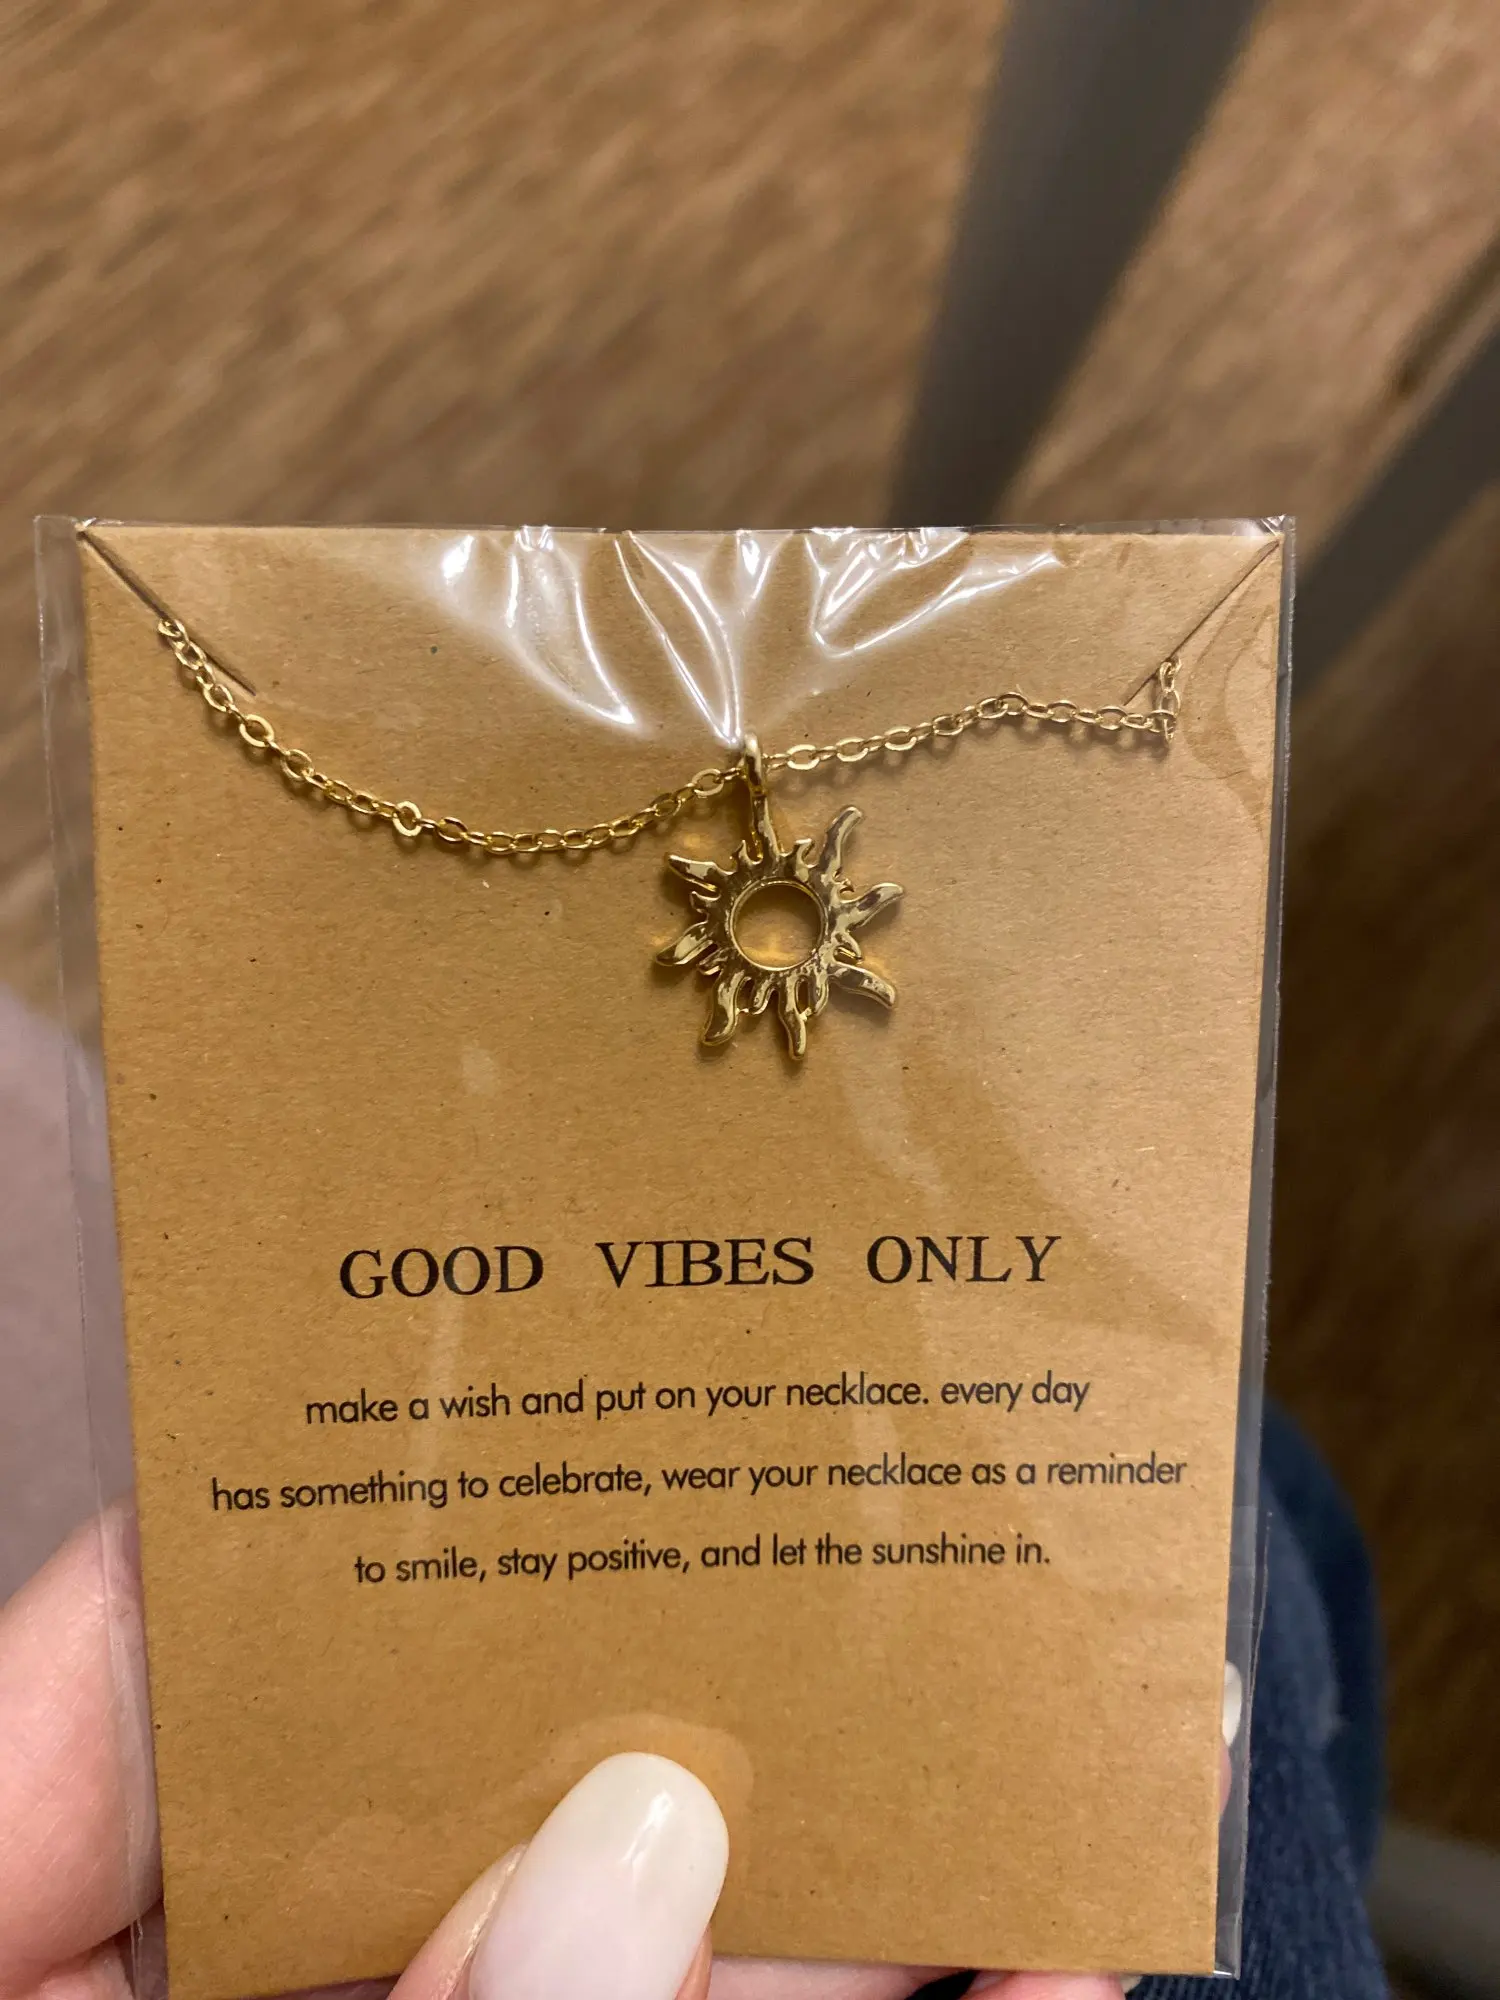 GOOD VIBES ONLY
make a wish and put on your necklace. every day
has something to celebrate, wear your necklace as a reminder
to smile, stay positive, and let the sunshine in.